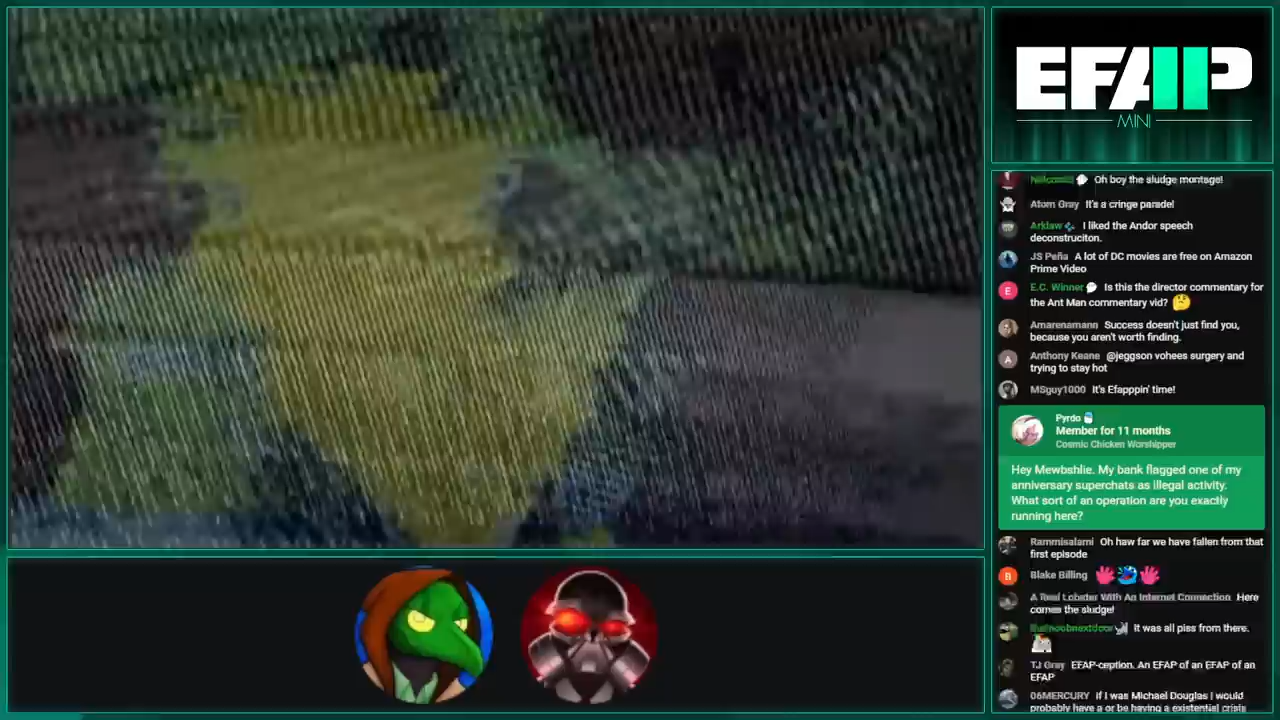 EFAP
MINI
Oh boy the sludge montage!
Atom Gray It's a cringe parade!
Arklaw I liked the Andor speech
deconstruciton.
JS Peña A lot of DC movies are free on Amazon
Prime Video
E
E.C. Winner Is this the director commentary for
the Ant Man commentary vid?
Amarenamann Success doesn't just find you,
because you aren't worth finding.
A
Anthony Keane @jeggson vohees surgery and
trying to stay hot
MSguy1000 It's Efapppin' time!
Pyrdo
Member for 11 months
Cosmic Chicken Worshipper
Hey Mewbshlie. My bank flagged one of my
anniversary superchats as illegal activity.
What sort of an operation are you exactly
running here?
Rammisalami Oh haw far we have fallen from that
first episode
B
Blake Billing
A Toad Lobster With An Internet Connection Here
comes the sludge!
It was all piss from there.
TJ Gray EFAP-ception. An EFAP of an EFAP of an
EFAP
06MERCURY If I was Michael Douglas I would
probably have a or be having a existential crisis